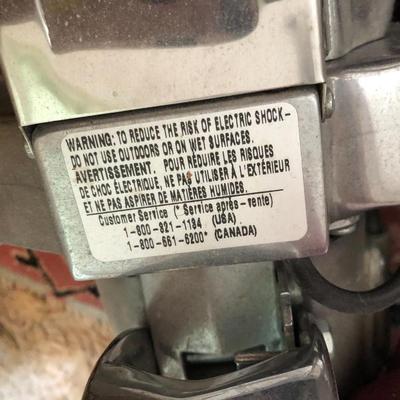 WARNING: TO REDUCE THE RISK OF ELECTRIC SHOCK-
DO NOT USE OUTDOORS OR ON WET SURFACES.
AVERTISSEMENT. POUR RÉDUIRE LES RISQUES
DE CHOC ÉLECTRIQUE, NE PAS UTILISER À L'EXTÉRIEUR
ET NE PAS ASPIRER DE MATIÈRES HUMIDES.
Customer Service (* Service après-vente)
1-800-821-1184 (USA)
1-800-661-6200* (CANADA)